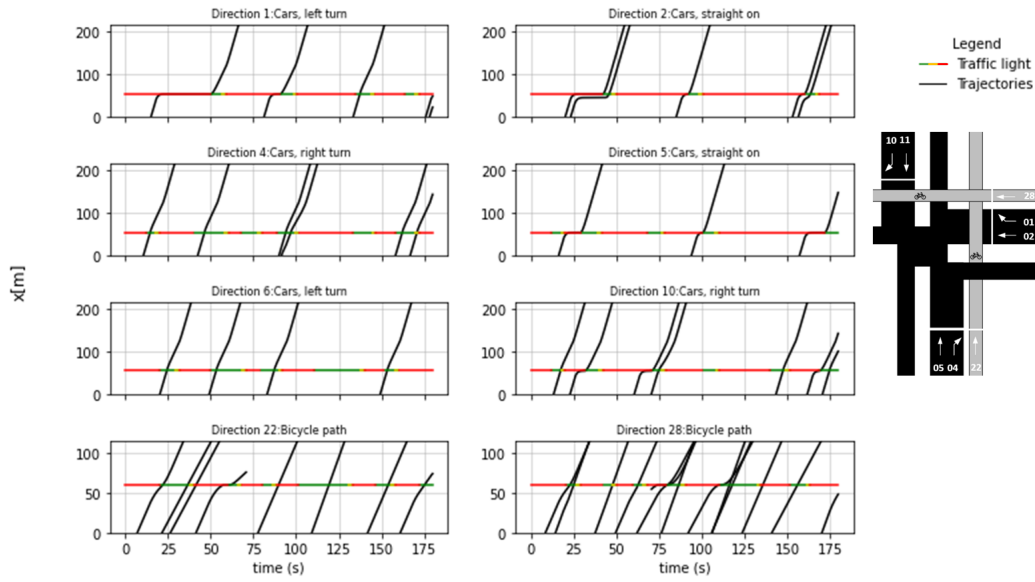 Direction 1:Cars, left turn
200
100
0
Direction 2:Cars, straight on
200
100
0
Legend
Traffic light
Trajectories
Direction 4:Cars, right turn
200
100
0
Direction 5:Cars, straight on
200
100
0
10 11
28
01
02
05 04 22
x[m]
Direction 6:Cars, left turn
200
100
0
Direction 10:Cars, right turn
200
100
0
Direction 22:Bicycle path
100
50
0
0 25 50 75 100 125 150 175
time (s)
Direction 28:Bicycle path
100
50
0
0 25 50 75 100 125 150 175
time (s)